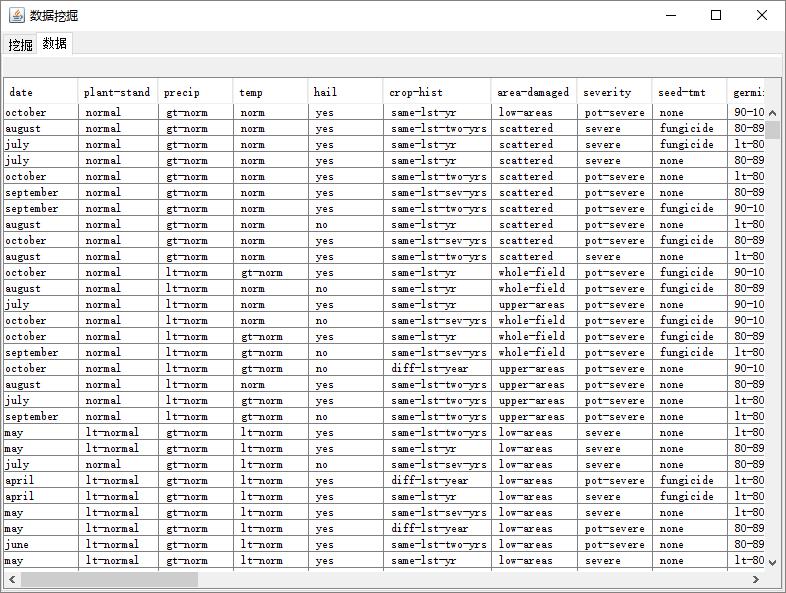 数据挖掘
挖掘 数据
date plant-stand precip temp hail crop-hist area-damaged severity seed-tmt germi
october normal gt-norm norm yes same-lst-yr low-areas pot-severe none 90-10
august normal gt-norm norm yes same-lst-two-yrs scattered severe fungicide 80-89
july normal gt-norm norm yes same-lst-yr scattered severe fungicide lt-80
july normal gt-norm norm yes same-lst-yr scattered severe none 80-89
october normal gt-norm norm yes same-lst-two-yrs scattered pot-severe none lt-80
september normal gt-norm norm yes same-lst-sev-yrs scattered pot-severe none 80-89
september normal gt-norm norm yes same-lst-two-yrs scattered pot-severe fungicide 90-10
august normal gt-norm norm no same-lst-yr scattered pot-severe none lt-80
october normal gt-norm norm yes same-lst-sev-yrs scattered pot-severe fungicide 80-89
august normal gt-norm norm yes same-lst-two-yrs scattered severe none lt-80
october normal lt-norm gt-norm yes same-lst-yr whole-field pot-severe fungicide 90-10
august normal lt-norm norm no same-lst-yr whole-field pot-severe fungicide 80-89
july normal lt-norm norm yes same-lst-yr upper-areas pot-severe none 90-10
october normal lt-norm norm no same-lst-sev-yrs whole-field pot-severe fungicide 90-10
october normal lt-norm gt-norm yes same-lst-yr whole-field pot-severe fungicide 80-89
september normal lt-norm gt-norm no same-lst-sev-yrs whole-field pot-severe fungicide lt-80
october normal lt-norm gt-norm no diff-lst-year upper-areas pot-severe none 90-10
august normal lt-norm norm yes same-lst-two-yrs upper-areas pot-severe none 80-89
july normal lt-norm gt-norm yes same-lst-two-yrs upper-areas pot-severe none lt-80
september normal lt-norm gt-norm no same-lst-two-yrs upper-areas pot-severe none lt-80
may lt-normal gt-norm lt-norm yes same-lst-two-yrs low-areas severe none lt-80
may lt-normal gt-norm lt-norm yes same-lst-yr low-areas severe none 80-89
july normal gt-norm lt-norm no same-lst-sev-yrs low-areas severe none 80-89
april lt-normal gt-norm lt-norm yes diff-lst-year low-areas pot-severe fungicide lt-80
april lt-normal gt-norm lt-norm yes same-lst-yr low-areas severe fungicide lt-80
may lt-normal gt-norm lt-norm yes same-lst-sev-yrs low-areas severe none lt-80
may lt-normal gt-norm lt-norm yes diff-lst-year low-areas pot-severe none 80-89
june lt-normal gt-norm lt-norm yes same-lst-two-yrs low-areas pot-severe none 80-89
may lt-normal gt-norm lt-norm yes same-lst-yr low-areas severe none lt-80